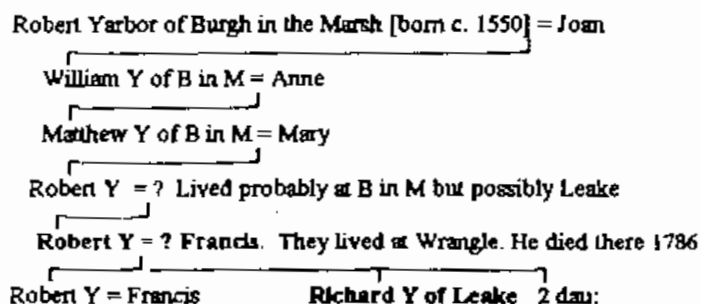 Robert Yarbor of Burgh in the Marsh [born c. 1550] = Joan
William Y of B in M = Anne
Matthew Y of B in M = Mary
Robert Y = ? Lived probably at B in M but possibly Leake
Robert Y = ? Francis. They lived at Wrangle. He died there 1786
Robert Y = Francis Richard Y of Leake 2 dau: